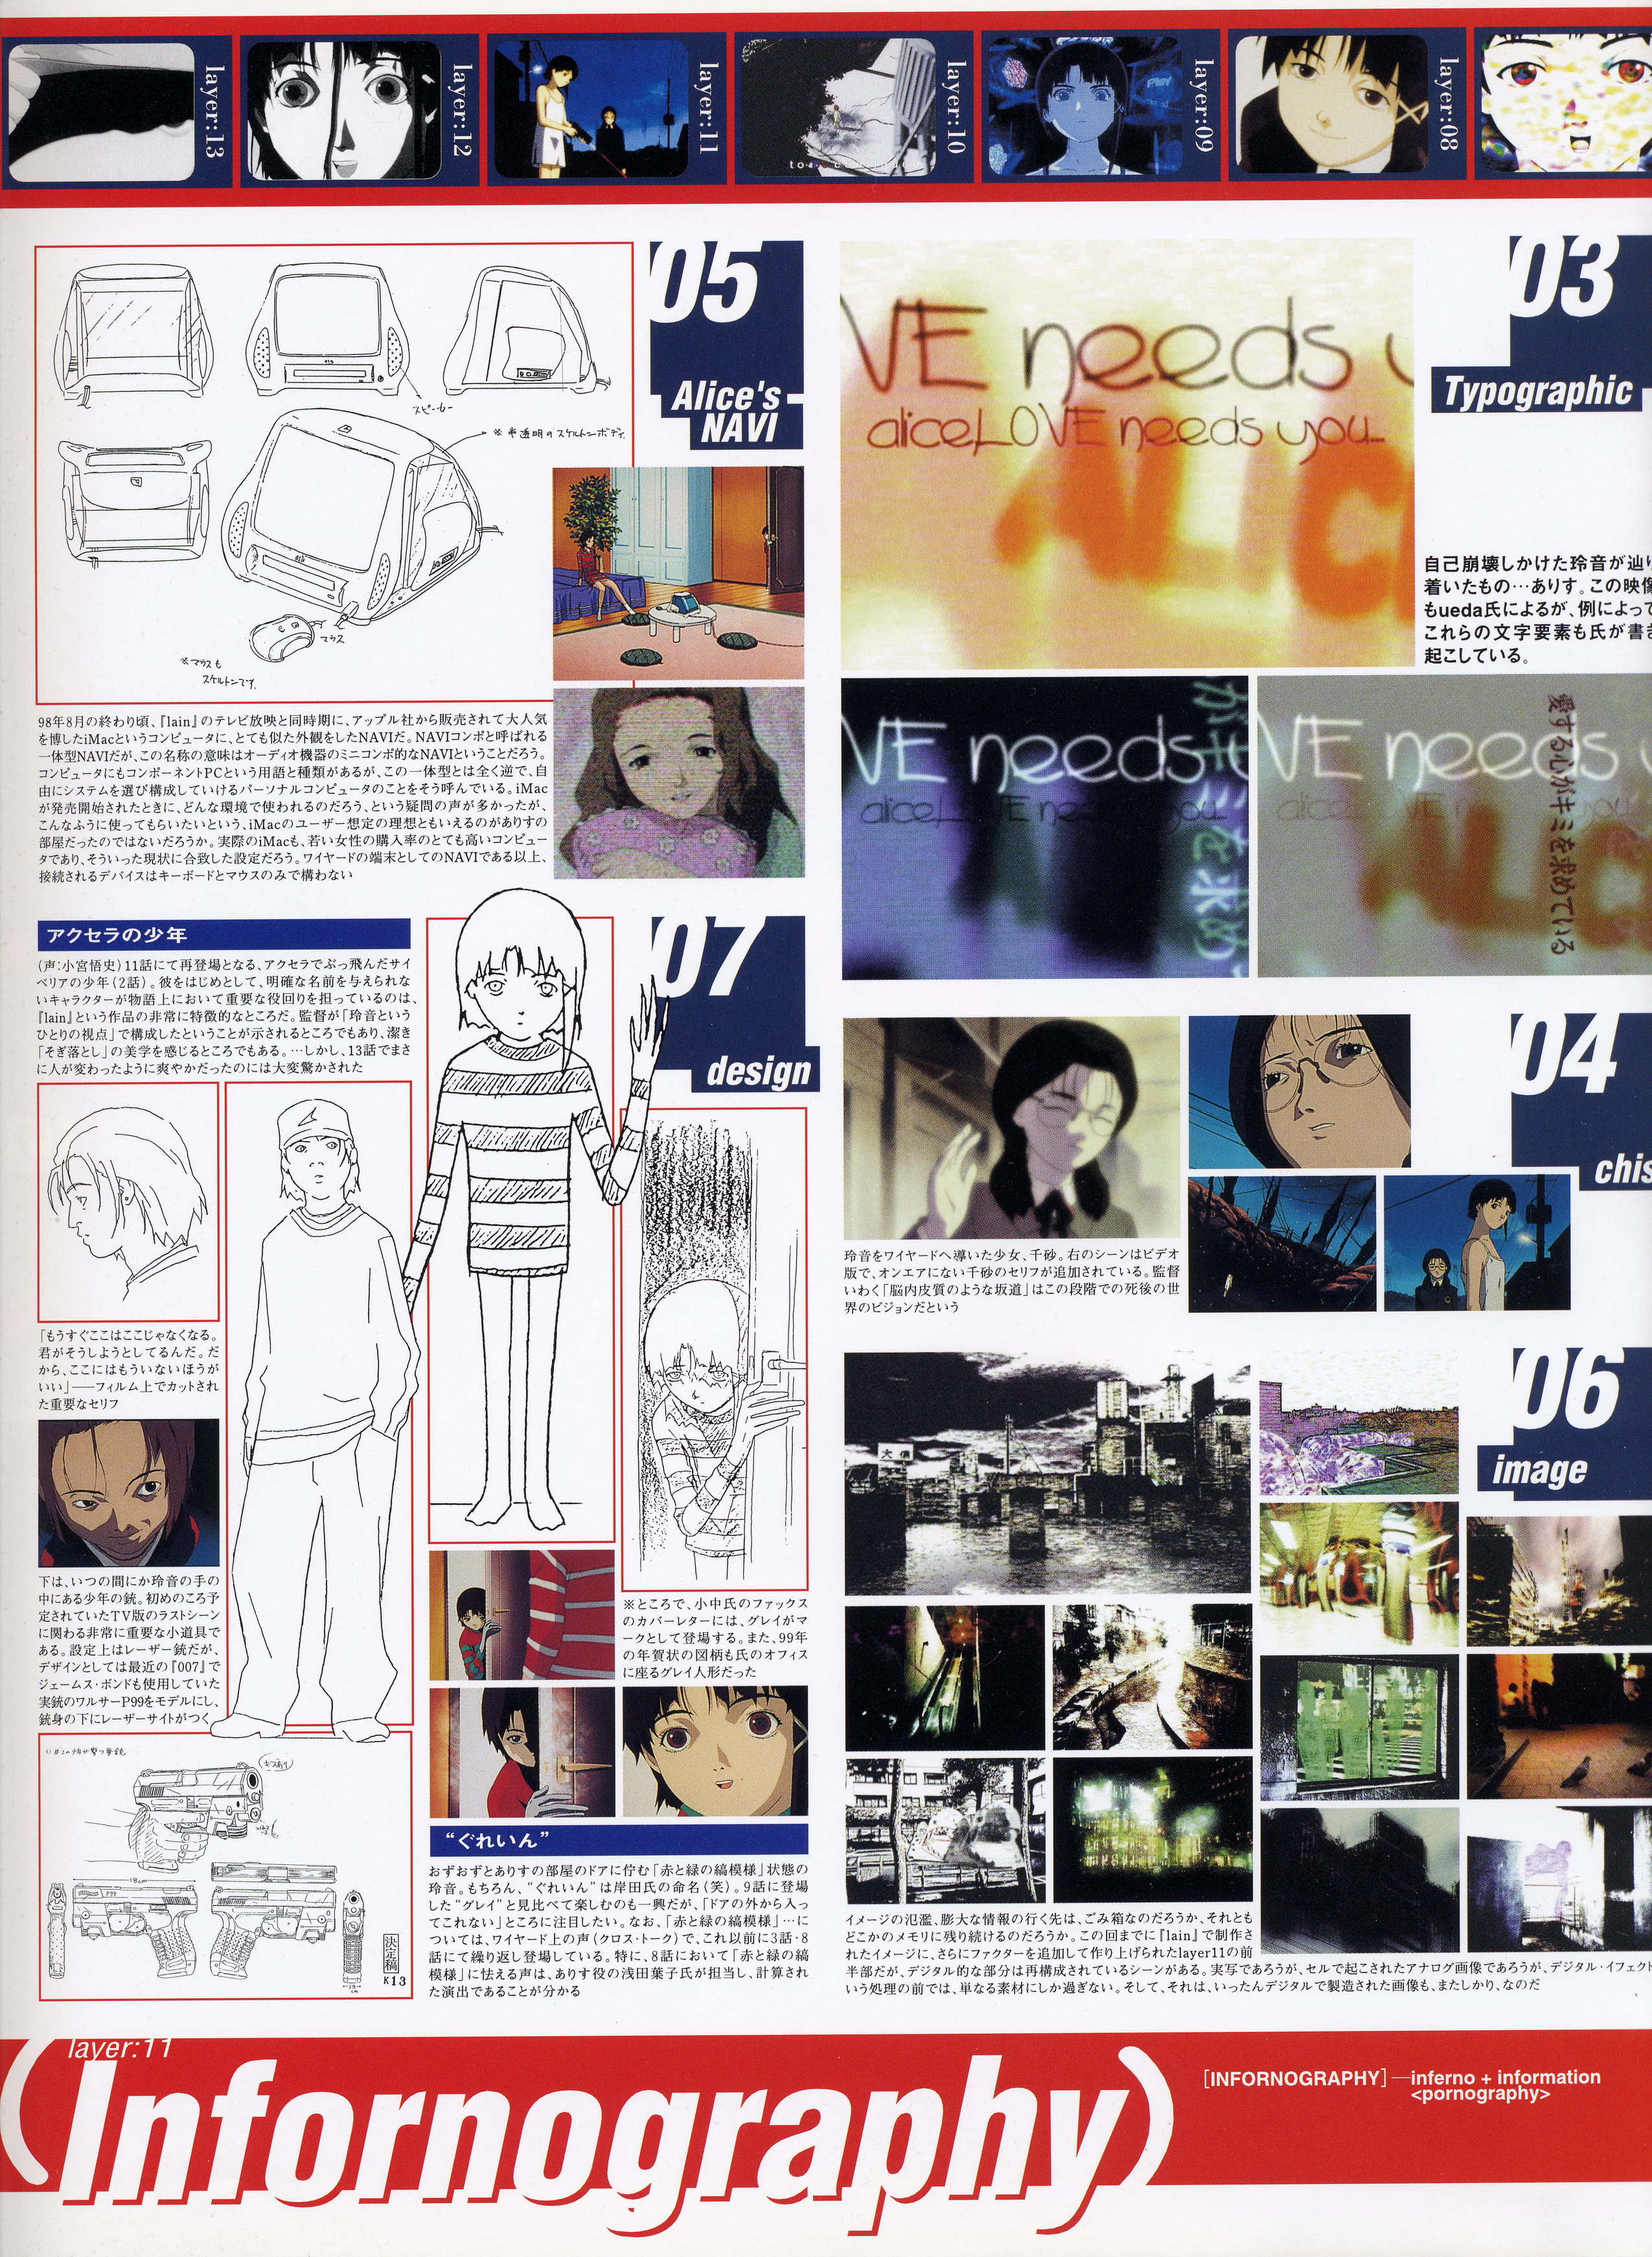 layer:13
layer:12
layer:11
layer:10
layer:09
layer:08
05
Alice's
NAVI
スピーカー
※半透明のスケルトンボディ.
マウス
※マウスも
スケルトンです.
98年8月の終わり頃、『lain』のテレビ放映と同時期に、アップル社から販売されて大人気
を博したiMacというコンピュータに、とても似た外観をしたNAVIだ。NAVIコンポと呼ばれる
一体型NAVIだが、この名称の意味はオーディオ機器のミニコンポ的なNAVIということだろう。
コンピュータにもコンポーネントPCという用語と種類があるが、この一体型とは全く逆で、自
由にシステムを選び構成していけるパーソナルコンピュータのことをそう呼んでいる。iMac
が発売開始されたときに、どんな環境で使われるのだろう、という疑問の声が多かったが、
こんなふうに使ってもらいたいという、iMacのユーザー想定の理想ともいえるのがありすの
部屋だったのではないだろうか。実際のiMacも、若い女性の購入率のとても高いコンピュー
タであり、そういった現状に合致した設定だろう。ワイヤードの端末としてのNAVIである以上、
接続されるデバイスはキーボードとマウスのみで構わない
03
Typographic
VE needs
aliceLOVE needs you...
ALIC
自己崩壊しかけた玲音が辿り
着いたもの…ありす。この映像
もueda氏によるが、例によって
これらの文字要素も氏が書き
起こしている。
VE needs
aliceLOVE needs you
VE needs
aliceLOVE needs you
愛する心がキミを求めている
アクセラの少年
（声：小宮悟史）11話にて再登場となる、アクセラでぶっ飛んだサイ
ベリアの少年（2話）。彼をはじめとして、明確な名前を与えられな
いキャラクターが物語上において重要な役回りを担っているのは、
『lain』という作品の非常に特徴的なところだ。監督が「玲音という
ひとりの視点」で構成したということが示されるところでもあり、潔き
「そぎ落とし」の美学を感じるところでもある。…しかし、13話でまさ
に人が変わったように爽やかだったのには大変驚かされた
「もうすぐここはここじゃなくなる。
君がそうしようとしてるんだ。だ
から、ここにはもういないほうが
いい」――フィルム上でカットされ
た重要なセリフ
下は、いつの間にか玲音の手の
中にある少年の銃。初めのころ予
定されていたTV版のラストシーン
に関わる非常に重要な小道具で
ある。設定上はレーザー銃だが、
デザインとしては最近の『007』で
ジェームス・ボンドも使用していた
実銃のワルサーP99をモデルにし、
銃身の下にレーザーサイトがつく
18cm
P99
決定稿
K13
07
design
※ところで、小中氏のファックス
のカバーレターには、グレイがマ
ークとして登場する。また、99年
の年賀状の図柄も氏のオフィス
に座るグレイ人形だった
“ぐれいん”
おずおずとありすの部屋のドアに佇む「赤と緑の縞模様」状態の
玲音。もちろん、“ぐれいん”は岸田氏の命名（笑）。9話に登場
した“グレイ”と見比べて楽しむのも一興だが、「ドアの外から入っ
てこれない」ところに注目したい。なお、「赤と緑の縞模様」…に
ついては、ワイヤード上の声（クロス・トーク）で、これ以前に3話・8
話にて繰り返し登場している。特に、8話において「赤と緑の縞
模様」に怯える声は、ありす役の浅田葉子氏が担当し、計算され
た演出であることが分かる
04
chis
玲音をワイヤードへ導いた少女、千砂。右のシーンはビデオ
版で、オンエアにない千砂のセリフが追加されている。監督
いわく「脳内皮質のような坂道」はこの段階での死後の世
界のビジョンだという
06
image
イメージの氾濫、膨大な情報の行く先は、ごみ箱なのだろうか、それとも
どこかのメモリに残り続けるのだろうか。この回までに『lain』で制作さ
れたイメージに、さらにファクターを追加して作り上げられたlayer11の前
半部だが、デジタル的な部分は再構成されているシーンがある。実写であろうが、セルで起こされたアナログ画像であろうが、デジタル・イフェクト
いう処理の前では、単なる素材にしか過ぎない。そして、それは、いったんデジタルで製造された画像も、またしかり、なのだ
layer:11
(Infornography)
[INFORNOGRAPHY]―inferno + information
<pornography>